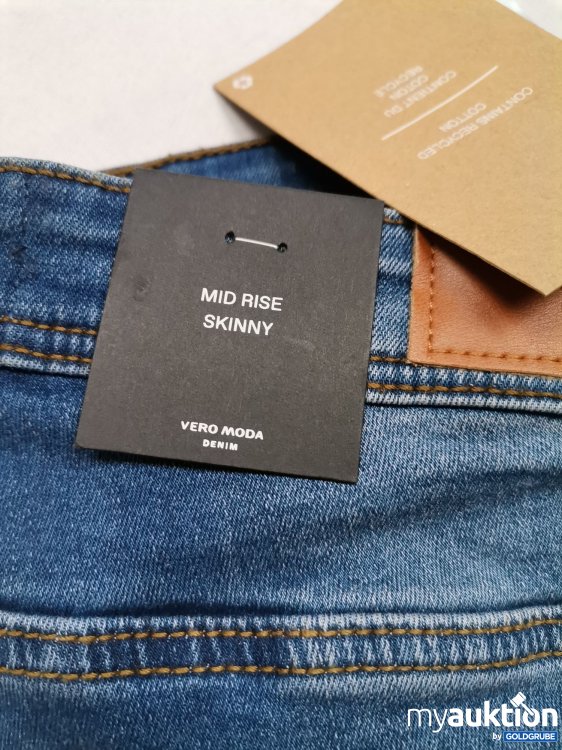 CONTAINS RECYCLED
COTTON
CONTIENT DU
COTON
RECYCLÉ
MID RISE
SKINNY
VERO MODA
DENIM
myauktion
by GOLDGRUBE